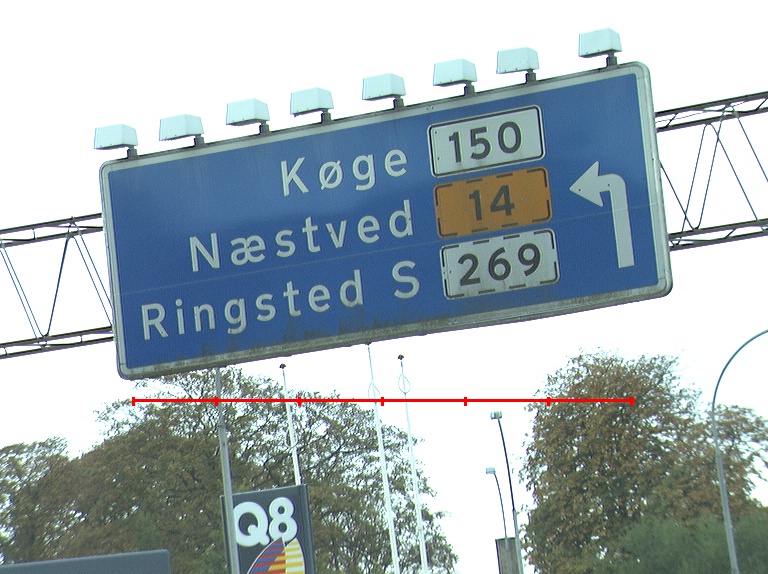 Køge 150
Næstved 14
Ringsted S 269
Q8